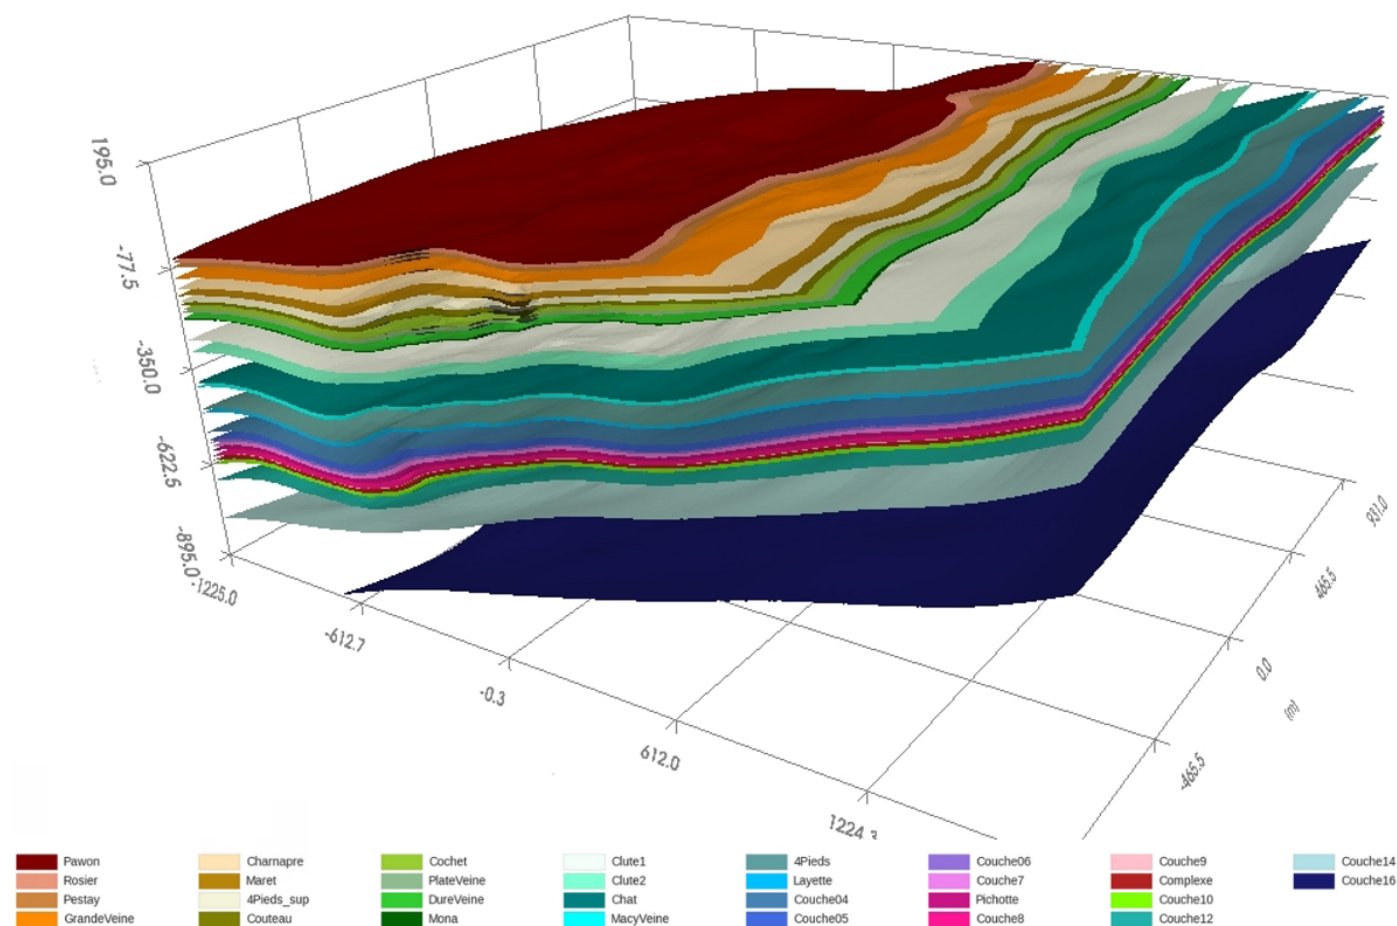 195.0
-77.5
-350.0
-622.5
-895.0
-1225.0
-612.7
-0.3
612.0
1224.3
931.0
465.5
0.0
(m)
-465.5
Pawon Charnapre Cochet Clute1 4Pieds Couche06 Couche9 Couche14
Rosier Maret PlateVeine Clute2 Layette Couche7 Complexe Couche16
Pestay 4Pieds_sup DureVeine Chat Couche04 Pichotte Couche10
GrandeVeine Couteau Mona MacyVeine Couche05 Couche8 Couche12